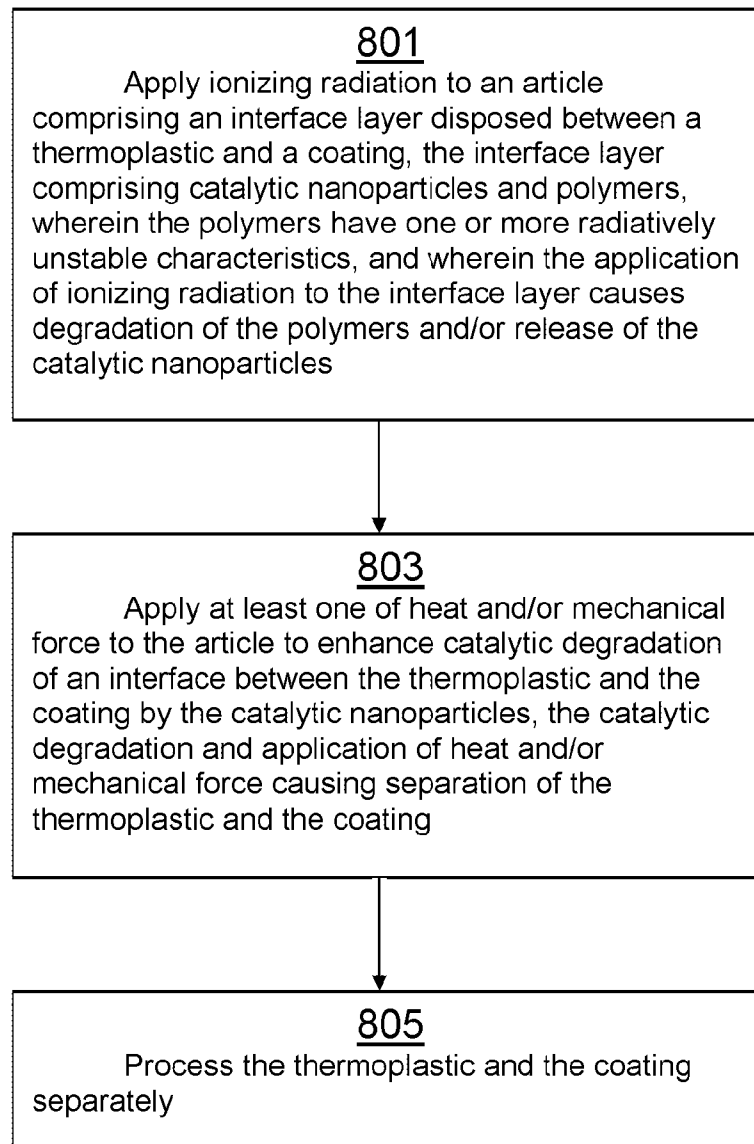 801
Apply ionizing radiation to an article
comprising an interface layer disposed between a
thermoplastic and a coating, the interface layer
comprising catalytic nanoparticles and polymers,
wherein the polymers have one or more radiatively
unstable characteristics, and wherein the application
of ionizing radiation to the interface layer causes
degradation of the polymers and/or release of the
catalytic nanoparticles
803
Apply at least one of heat and/or mechanical
force to the article to enhance catalytic degradation
of an interface between the thermoplastic and the
coating by the catalytic nanoparticles, the catalytic
degradation and application of heat and/or
mechanical force causing separation of the
thermoplastic and the coating
805
Process the thermoplastic and the coating
separately